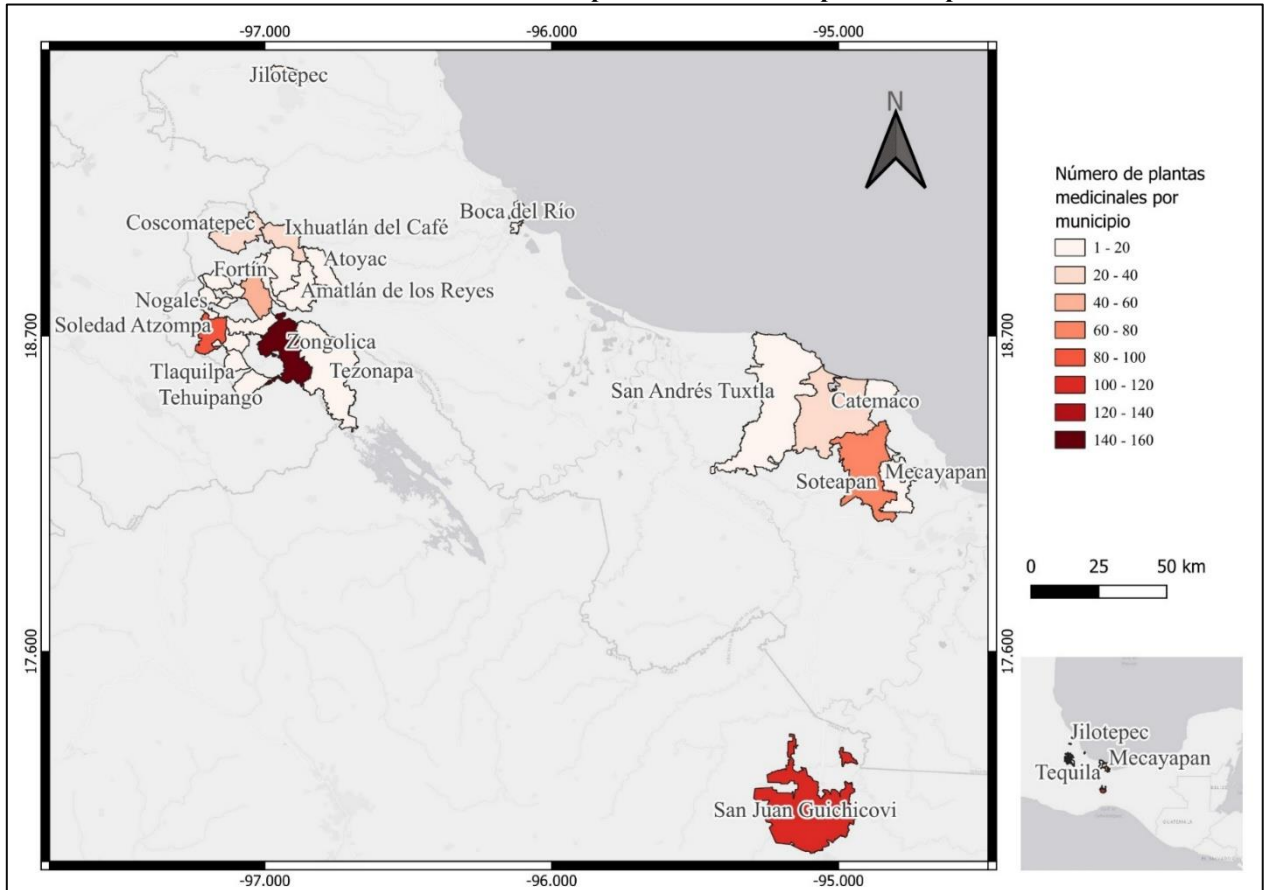 -97.000 -96.000 -95.000
Jilotepec
N
Número de plantas
medicinales por
municipio
1 - 20
20 - 40
40 - 60
60 - 80
80 - 100
100 - 120
120 - 140
140 - 160
Coscomatepec
Ixhuatlán del Café
Boca del Río
Atoyac
Fortín
Amatlán de los Reyes
Nogales
Soledad Atzompa
Zongolica
18.700
18.700
Tlaquilpa
Tezonapa
Tehuipango
San Andrés Tuxtla
Catemaco
Soteapan
Mecayapan
0 25 50 km
17.600
17.600
San Juan Guichicovi
Jilotepec
Mecayapan
Tequila
-97.000 -96.000 -95.000